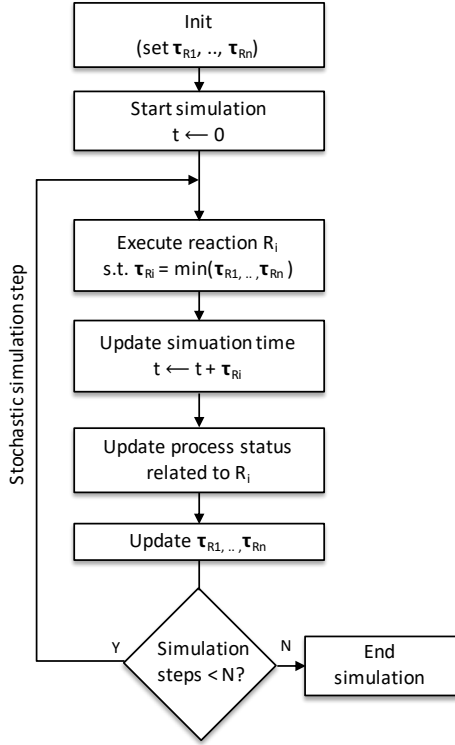 Init
(set τR1, .., τRn)
Start simulation
t ← 0
Execute reaction Ri
s.t. τRi = min(τR1, .. ,τRn )
Update simuation time
t ← t + τRi
Update process status
related to Ri
Update τR1, .. ,τRn
Simulation
steps < N?
Y
N
End
simulation
Stochastic simulation step